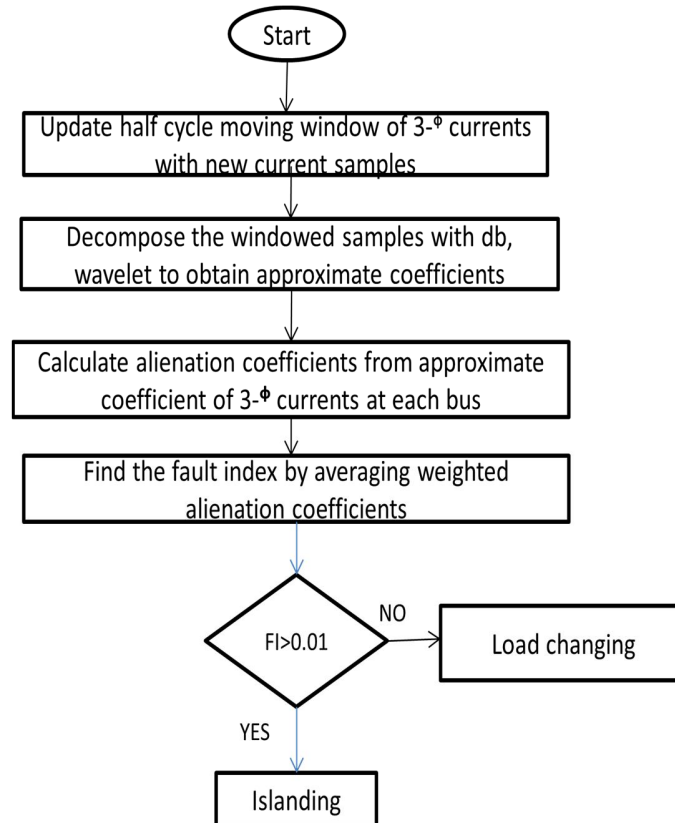 Start
Update half cycle moving window of 3-ᶲ currents
with new current samples
Decompose the windowed samples with db,
wavelet to obtain approximate coefficients
Calculate alienation coefficients from approximate
coefficient of 3-ᶲ currents at each bus
Find the fault index by averaging weighted
alienation coefficients
FI>0.01
NO
Load changing
YES
Islanding